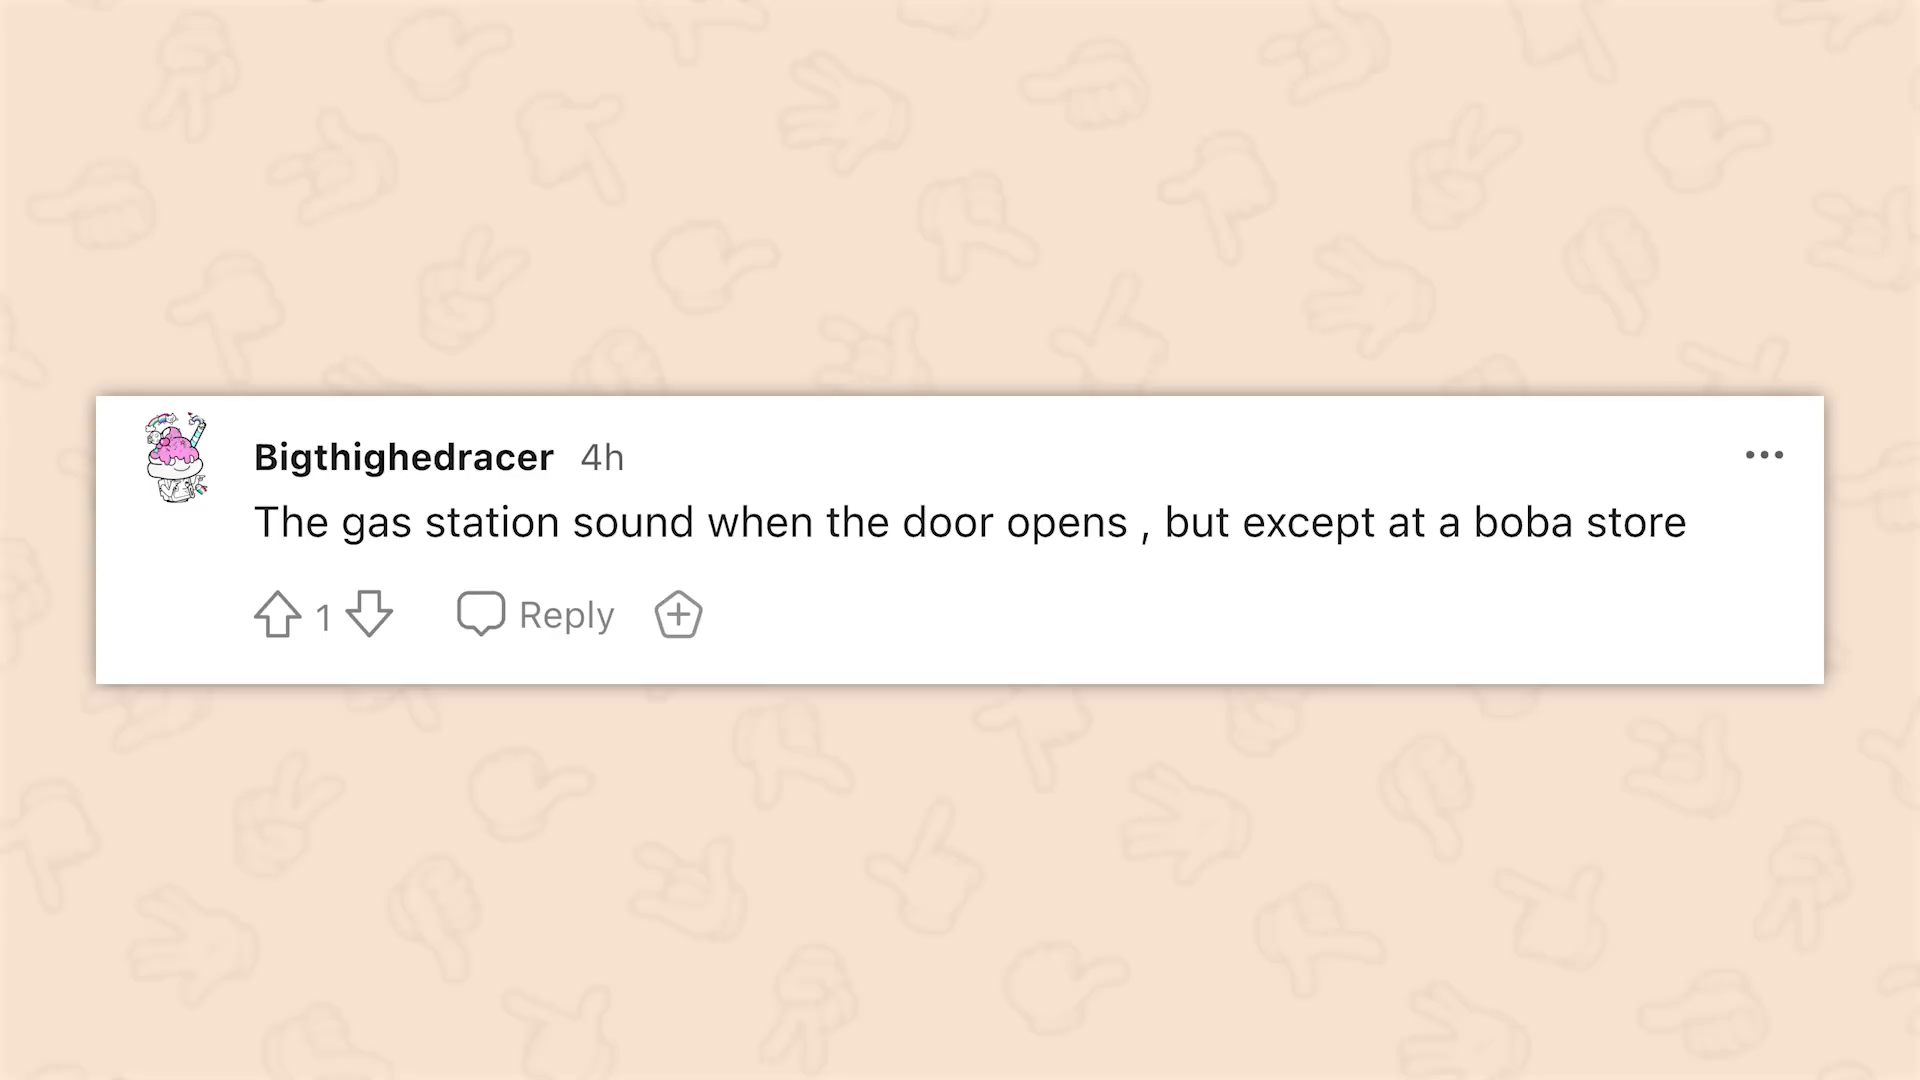 Bigthighedracer 4h
The gas station sound when the door opens , but except at a boba store
1 Reply